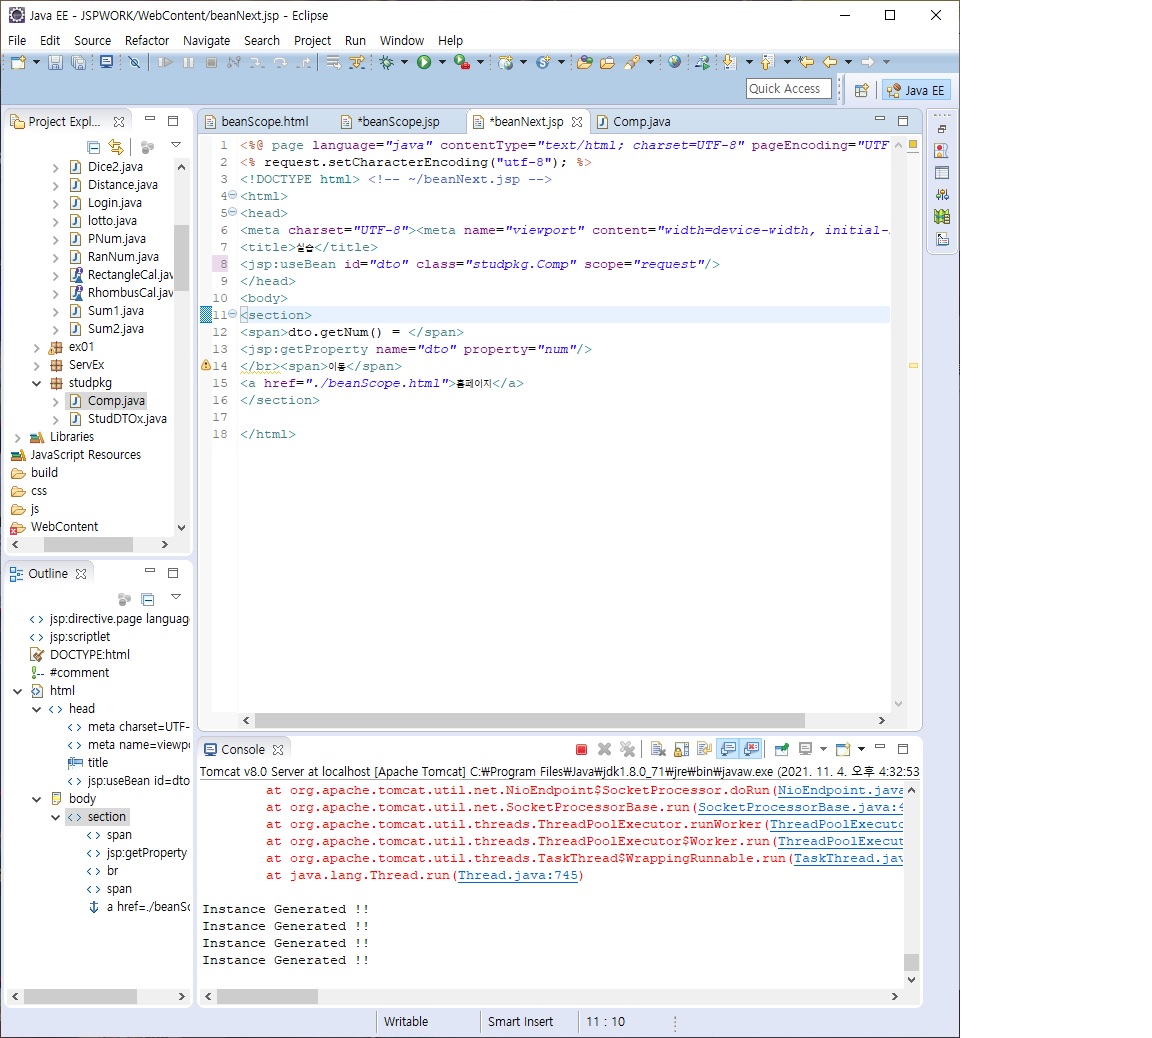 Java EE - JSPWORK/WebContent/beanNext.jsp - Eclipse
File Edit Source Refactor Navigate Search Project Run Window Help
Quick Access
Java EE
Project Expl...
Dice2.java
Distance.java
Login.java
lotto.java
PNum.java
RanNum.java
RectangleCal.jav
RhombusCal.jav
Sum1.java
Sum2.java
ex01
ServEx
studpkg
Comp.java
StudDTOx.java
Libraries
JavaScript Resources
build
css
js
WebContent
Outline
jsp:directive.page languag
jsp:scriptlet
DOCTYPE:html
#comment
html
head
meta charset=UTF-
meta name=viewpo
title
jsp:useBean id=dto
body
section
span
jsp:getProperty
br
span
a href=./beanSc
beanScope.html
*beanScope.jsp
*beanNext.jsp
Comp.java
1 <%@ page language="java" contentType="text/html; charset=UTF-8" pageEncoding="UTF
2 <% request.setCharacterEncoding("utf-8"); %>
3 <!DOCTYPE html> <!-- ~/beanNext.jsp -->
4 <html>
5 <head>
6 <meta charset="UTF-8"><meta name="viewport" content="width=device-width, initial-
7 <title>실습</title>
8 <jsp:useBean id="dto" class="studpkg.Comp" scope="request"/>
9 </head>
10 <body>
11 <section>
12 <span>dto.getNum() = </span>
13 <jsp:getProperty name="dto" property="num"/>
14 </br><span>이동</span>
15 <a href="./beanScope.html">홈페이지</a>
16 </section>
17
18 </html>
Console
Tomcat v8.0 Server at localhost [Apache Tomcat] C:₩Program Files₩Java₩jdk1.8.0_71₩jre₩bin₩javaw.exe (2021. 11. 4. 오후 4:32:53
at org.apache.tomcat.util.net.NioEndpoint$SocketProcessor.doRun(NioEndpoint.java
at org.apache.tomcat.util.net.SocketProcessorBase.run(SocketProcessorBase.java:4
at org.apache.tomcat.util.threads.ThreadPoolExecutor.runWorker(ThreadPoolExecuto
at org.apache.tomcat.util.threads.ThreadPoolExecutor$Worker.run(ThreadPoolExecut
at org.apache.tomcat.util.threads.TaskThread$WrappingRunnable.run(TaskThread.jav
at java.lang.Thread.run(Thread.java:745)
Instance Generated !!
Instance Generated !!
Instance Generated !!
Instance Generated !!
Writable
Smart Insert
11 : 10